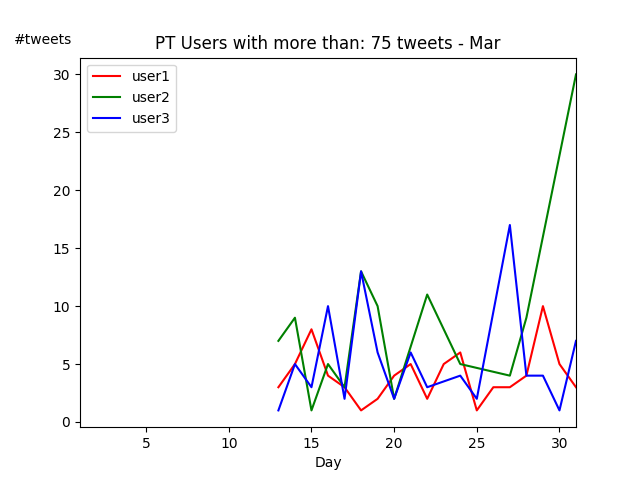 #tweets
PT Users with more than: 75 tweets - Mar
user1
user2
user3
30
25
20
15
10
5
0
5 10 15 20 25 30
Day